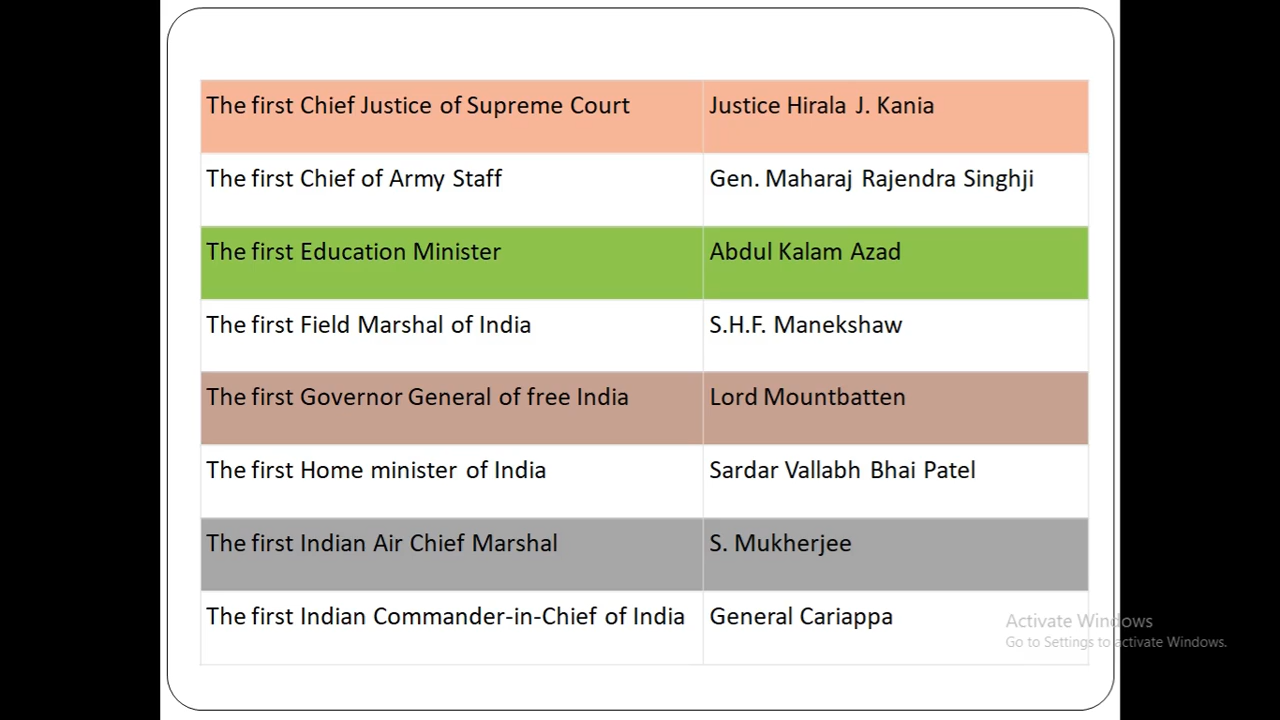 The first Chief Justice of Supreme Court Justice Hirala J. Kania
The first Chief of Army Staff Gen. Maharaj Rajendra Singhji
The first Education Minister Abdul Kalam Azad
The first Field Marshal of India S.H.F. Manekshaw
The first Governor General of free India Lord Mountbatten
The first Home minister of India Sardar Vallabh Bhai Patel
The first Indian Air Chief Marshal S. Mukherjee
The first Indian Commander-in-Chief of India General Cariappa
Activate Windows
Go to Settings to activate Windows.